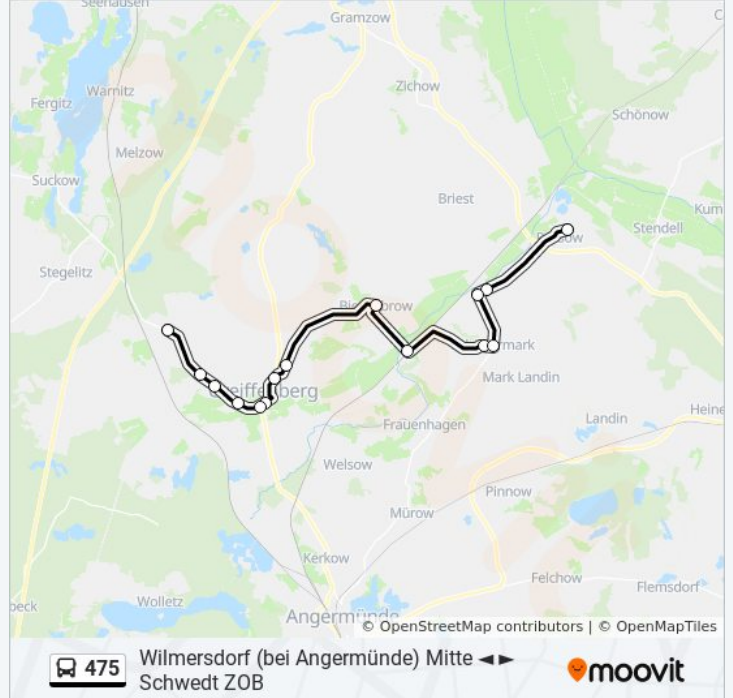 Seehausen
Gramzow
Zichow
Fergitz
Warnitz
Schönow
Melzow
Suckow
Briest
Kum
Stendell
Stegelitz
Mark Landin
Frauenhagen
Landin
Heine
Welsow
Pinnow
Mürow
Kerkow
Felchow
Flemsdorf
Wolletz
beck
Angermünde
© OpenStreetMap contributors | © OpenMapTiles
475
Wilmersdorf (bei Angermünde) Mitte ◄ ►
Schwedt ZOB
moovit